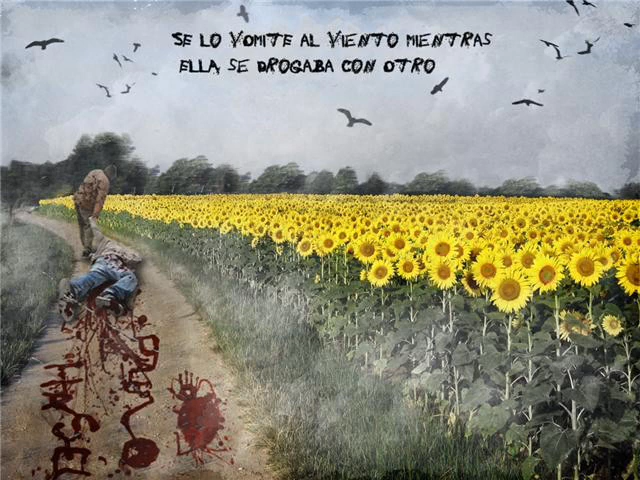 SE LO VOMITE AL VIENTO MIENTRAS
ELLA SE DROGABA CON OTRO